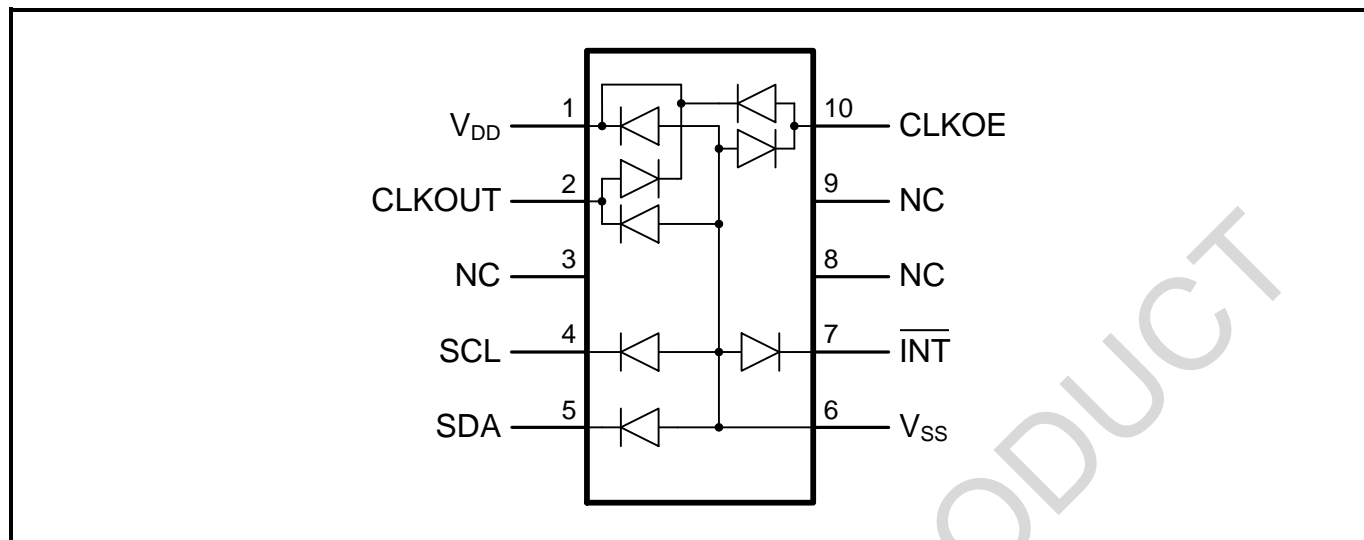 V_DD 1 10 CLKOE
CLKOUT 2 9 NC
NC 3 8 NC
SCL 4 7 I̅N̅T̅
SDA 5 6 V_SS
ODUCT